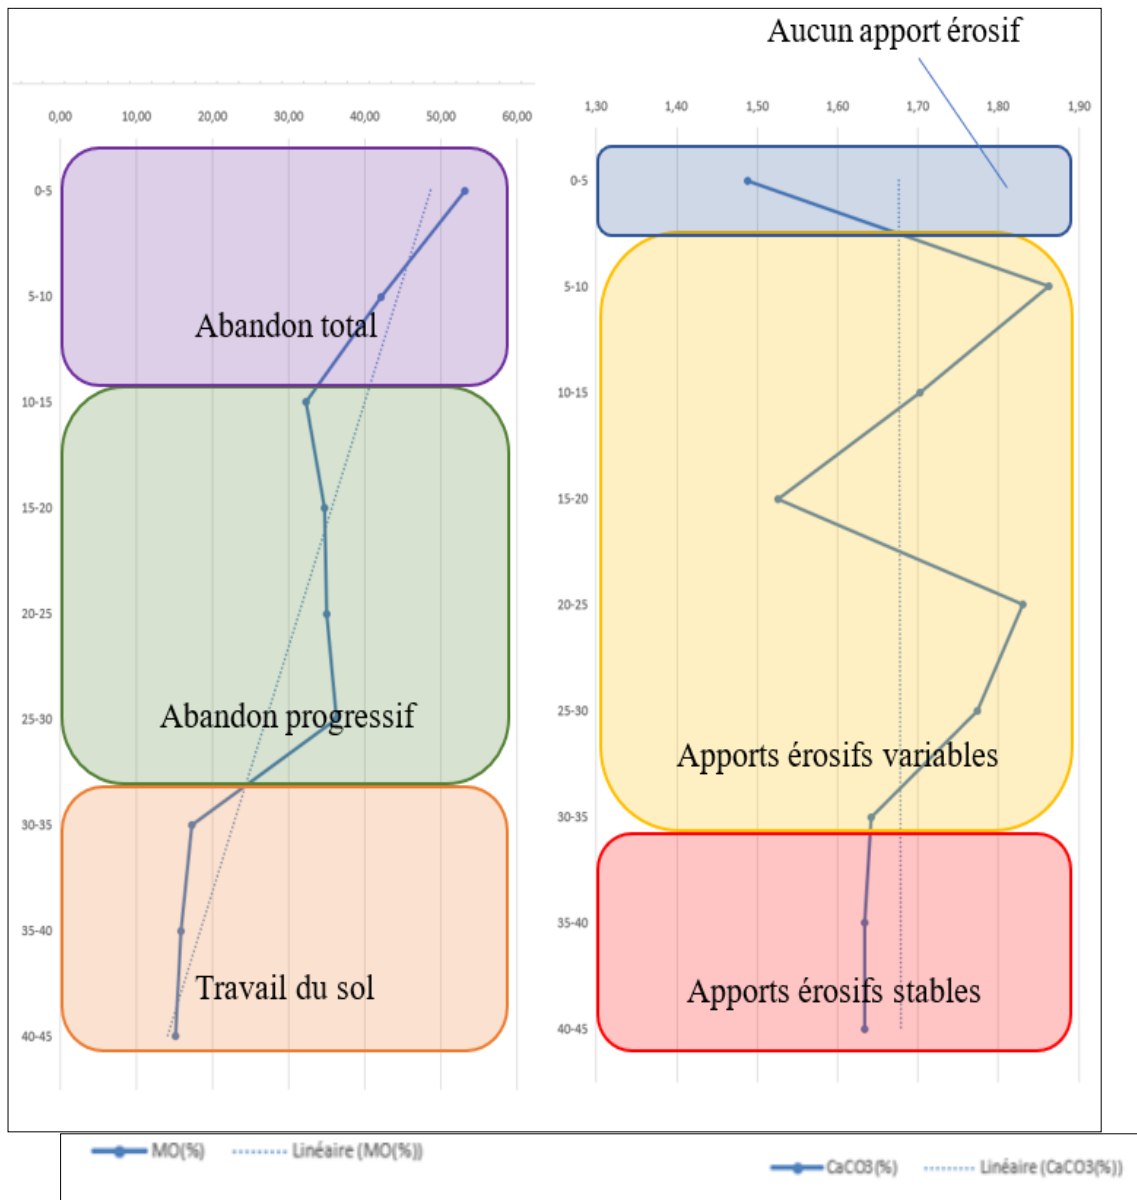 Aucun apport érosif
0,00 10,00 20,00 30,00 40,00 50,00 60,00
0-5
5-10
Abandon total
10-15
15-20
20-25
Abandon progressif
25-30
30-35
35-40
Travail du sol
40-45
MO(%) Linéaire (MO(%))
1,30 1,40 1,50 1,60 1,70 1,80 1,90
0-5
5-10
10-15
15-20
20-25
25-30
Apports érosifs variables
30-35
35-40
Apports érosifs stables
40-45
CaCO3(%) Linéaire (CaCO3(%))